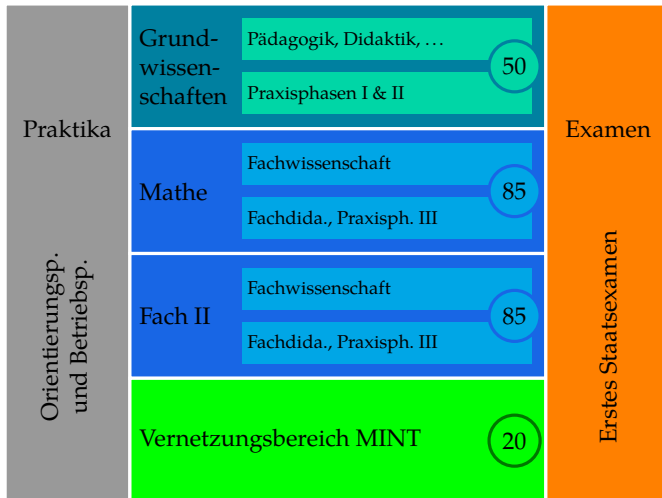 Praktika
Orientierungsp.
und Betriebsp.
Grund-
wissen-
schaften
Pädagogik, Didaktik, …
Praxisphasen I & II
50
Mathe
Fachwissenschaft
Fachdida., Praxisph. III
85
Fach II
Fachwissenschaft
Fachdida., Praxisph. III
85
Vernetzungsbereich MINT
20
Examen
Erstes Staatsexamen